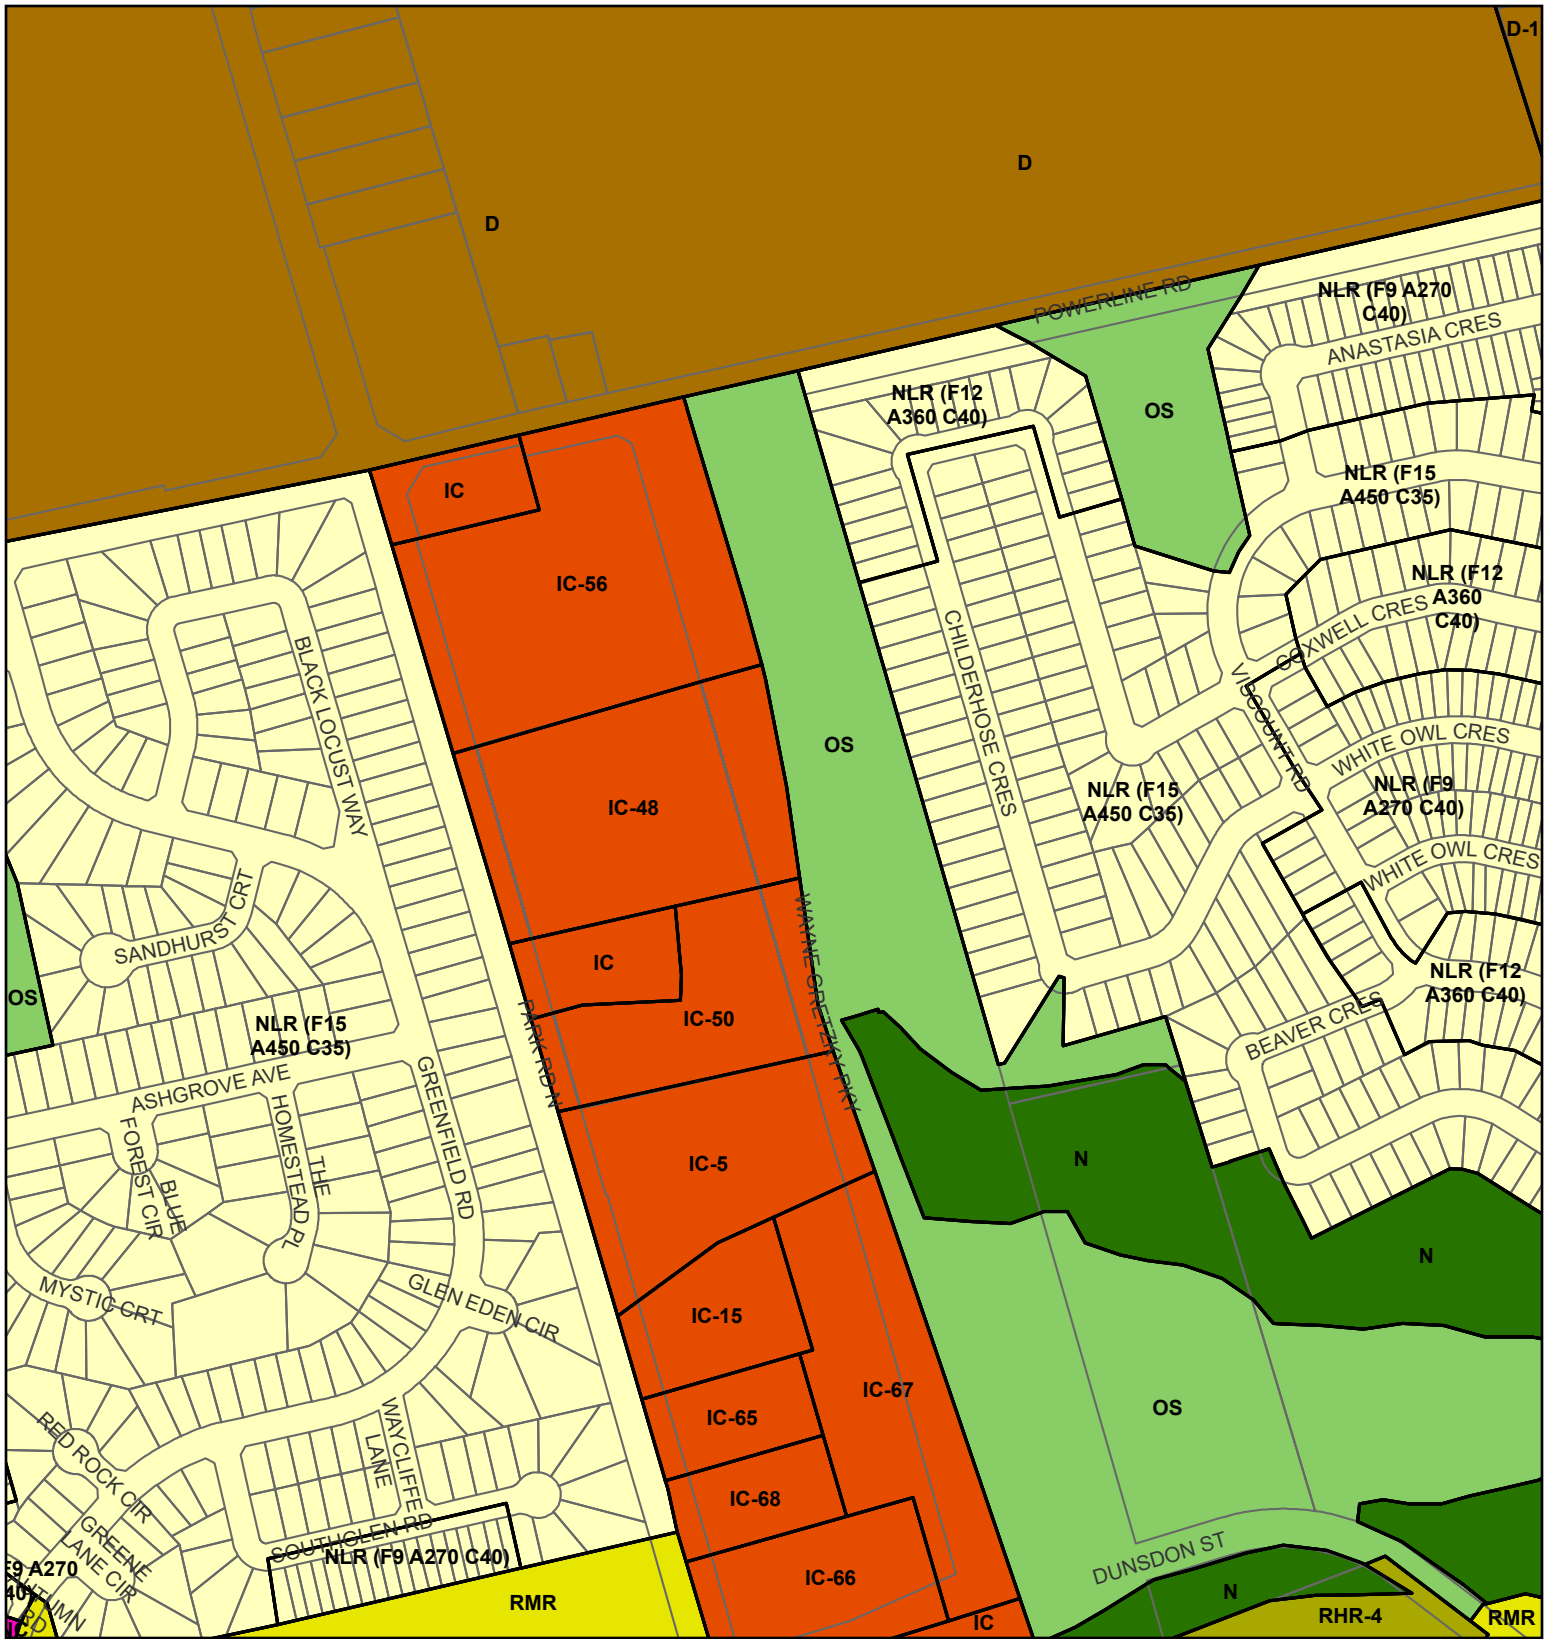 D-1
D
D
POWERLINE RD
NLR (F9 A270
C40)
ANASTASIA CRES
NLR (F12
A360 C40)
OS
NLR (F15
A450 C35)
IC
IC-56
NLR (F12
A360
C40)
COXWELL CRES
CHILDERHOSE CRES
BLACK LOCUST WAY
VISCOUNT RD
WHITE OWL CRES
OS
NLR (F9
A270 C40)
NLR (F15
A450 C35)
IC-48
WHITE OWL CRES
SANDHURST CRT
WAYNE GRETZKY PKY
IC
OS
NLR (F12
A360 C40)
PARK RD N
IC-50
BEAVER CRES
NLR (F15
A450 C35)
ASHGROVE AVE
GREENFIELD RD
THE
HOMESTEAD PL
BLUE
FOREST CIR
IC-5
N
N
MYSTIC CRT
GLEN EDEN CIR
IC-15
IC-67
OS
IC-65
RED ROCK CIR
WAYCLIFFE
LANE
IC-68
SOUTHGLEN RD
NLR (F9 A270 C40)
GREENE
LANE CIR
DUNSDON ST
F9 A270
40)
IC-66
N
RMR
AUTUMN
RD
IC
RHR-4
RMR